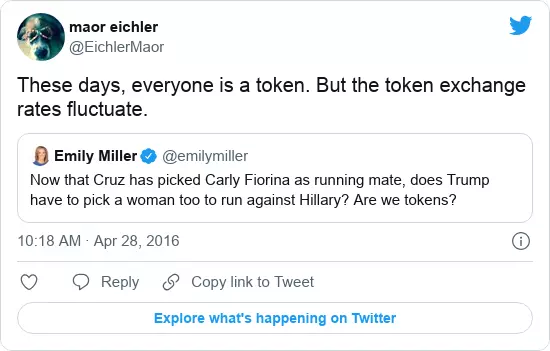 maor eichler
@EichlerMaor
These days, everyone is a token. But the token exchange
rates fluctuate.
Emily Miller @emilymiller
Now that Cruz has picked Carly Fiorina as running mate, does Trump
have to pick a woman too to run against Hillary? Are we tokens?
10:18 AM · Apr 28, 2016
Reply Copy link to Tweet
Explore what's happening on Twitter